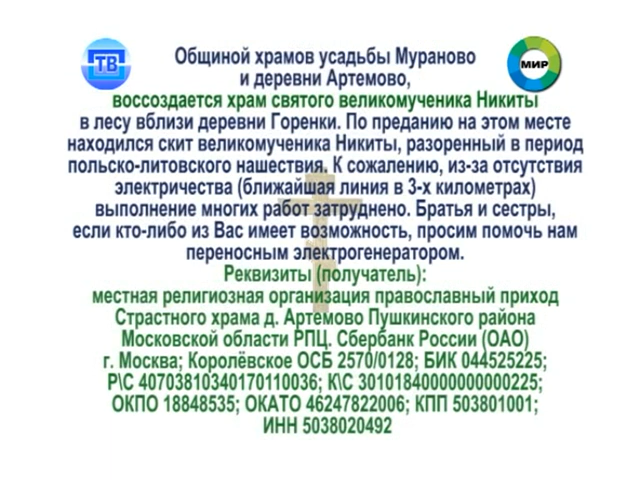 ТВ
МИР
Общиной храмов усадьбы Мураново
и деревни Артемово,
воссоздается храм святого великомученика Никиты
в лесу вблизи деревни Горенки. По преданию на этом месте
находился скит великомученика Никиты, разоренный в период
польско-литовского нашествия. К сожалению, из-за отсутствия
электричества (ближайшая линия в 3-х километрах)
выполнение многих работ затруднено. Братья и сестры,
если кто-либо из Вас имеет возможность, просим помочь нам
переносным электрогенератором.
Реквизиты (получатель):
местная религиозная организация православный приход
Страстного храма д. Артемово Пушкинского района
Московской области РПЦ. Сбербанк России (ОАО)
г. Москва; Королёвское ОСБ 2570/0128; БИК 044525225;
Р\С 40703810340170110036; К\С 30101840000000000225;
ОКПО 18848535; ОКАТО 46247822006; КПП 503801001;
ИНН 5038020492